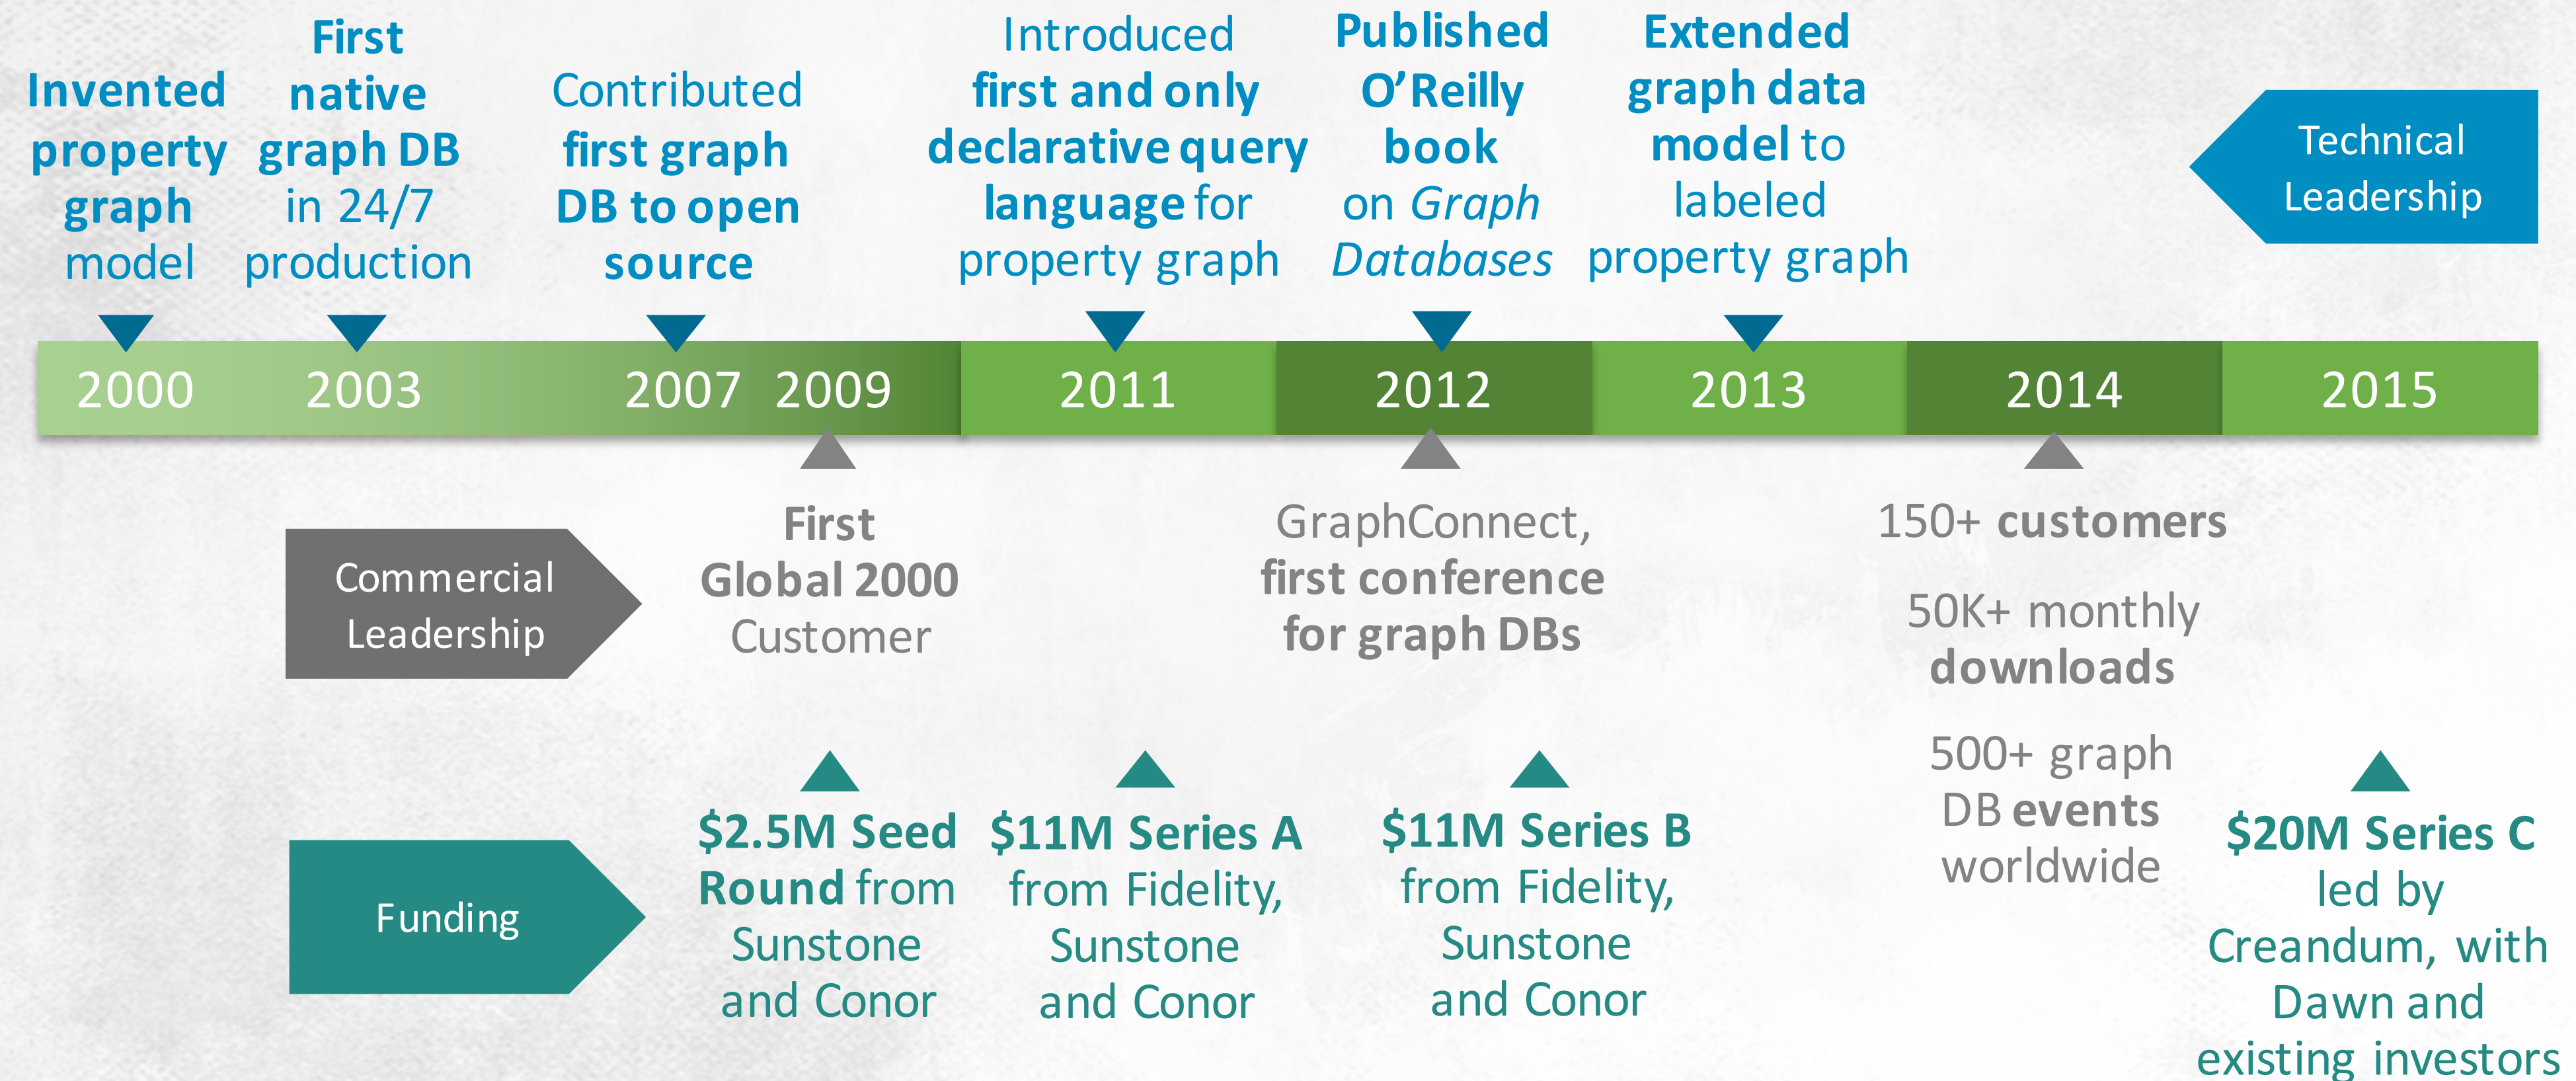 Invented
property
graph
model
First
native
graph DB
in 24/7
production
Contributed
first graph
DB to open
source
Introduced
first and only
declarative query
language for
property graph
Published
O’Reilly
book
on Graph
Databases
Extended
graph data
model to
labeled
property graph
Technical
Leadership
2000 2003 2007 2009 2011 2012 2013 2014 2015
Commercial
Leadership
First
Global 2000
Customer
GraphConnect,
first conference
for graph DBs
150+ customers
50K+ monthly
downloads
500+ graph
DB events
worldwide
Funding
$2.5M Seed
Round from
Sunstone
and Conor
$11M Series A
from Fidelity,
Sunstone
and Conor
$11M Series B
from Fidelity,
Sunstone
and Conor
$20M Series C
led by
Creandum, with
Dawn and
existing investors